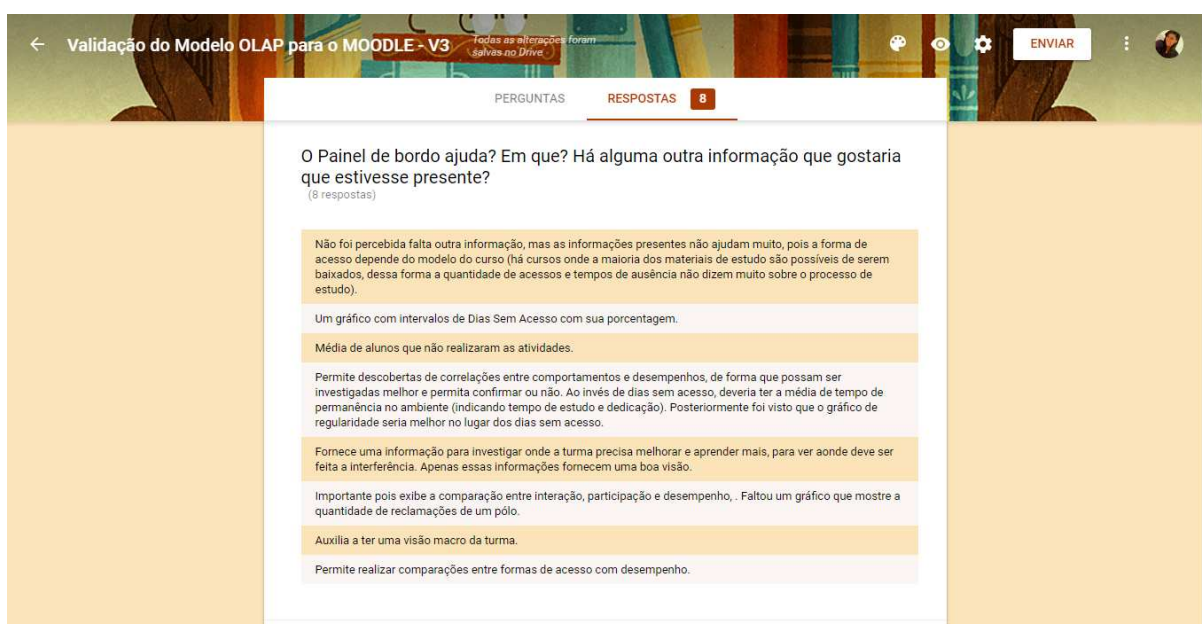 Validação do Modelo OLAP para o MOODLE - V3
Todas as alterações foram
salvas no Drive
ENVIAR
PERGUNTAS
RESPOSTAS 8
O Painel de bordo ajuda? Em que? Há alguma outra informação que gostaria
que estivesse presente?
(8 respostas)
Não foi percebida falta outra informação, mas as informações presentes não ajudam muito, pois a forma de
acesso depende do modelo do curso (há cursos onde a maioria dos materiais de estudo são possíveis de serem
baixados, dessa forma a quantidade de acessos e tempos de ausência não dizem muito sobre o processo de
estudo).
Um gráfico com intervalos de Dias Sem Acesso com sua porcentagem.
Média de alunos que não realizaram as atividades.
Permite descobertas de correlações entre comportamentos e desempenhos, de forma que possam ser
investigadas melhor e permita confirmar ou não. Ao invés de dias sem acesso, deveria ter a média de tempo de
permanência no ambiente (indicando tempo de estudo e dedicação). Posteriormente foi visto que o gráfico de
regularidade seria melhor no lugar dos dias sem acesso.
Fornece uma informação para investigar onde a turma precisa melhorar e aprender mais, para ver aonde deve ser
feita a interferência. Apenas essas informações fornecem uma boa visão.
Importante pois exibe a comparação entre interação, participação e desempenho, . Faltou um gráfico que mostre a
quantidade de reclamações de um pólo.
Auxilia a ter uma visão macro da turma.
Permite realizar comparações entre formas de acesso com desempenho.